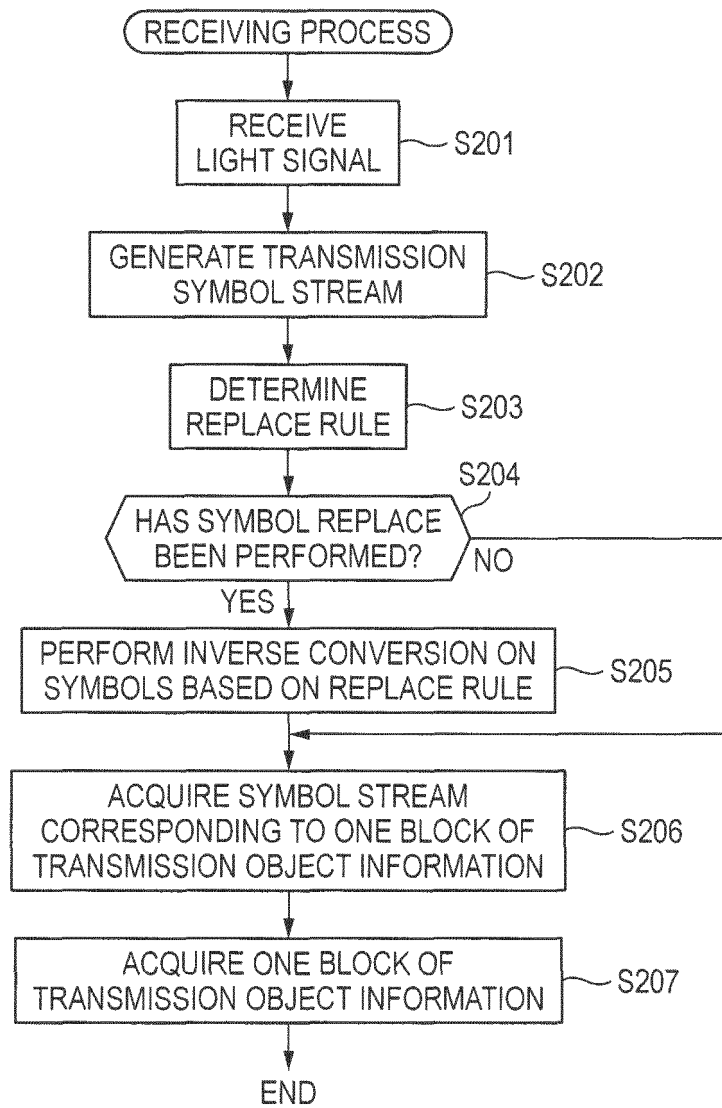 RECEIVING PROCESS
RECEIVE
LIGHT SIGNAL
S201
GENERATE TRANSMISSION
SYMBOL STREAM
S202
DETERMINE
REPLACE RULE
S203
S204
HAS SYMBOL REPLACE
BEEN PERFORMED?
NO
YES
PERFORM INVERSE CONVERSION ON
SYMBOLS BASED ON REPLACE RULE
S205
ACQUIRE SYMBOL STREAM
CORRESPONDING TO ONE BLOCK OF
TRANSMISSION OBJECT INFORMATION
S206
ACQUIRE ONE BLOCK OF
TRANSMISSION OBJECT INFORMATION
S207
END